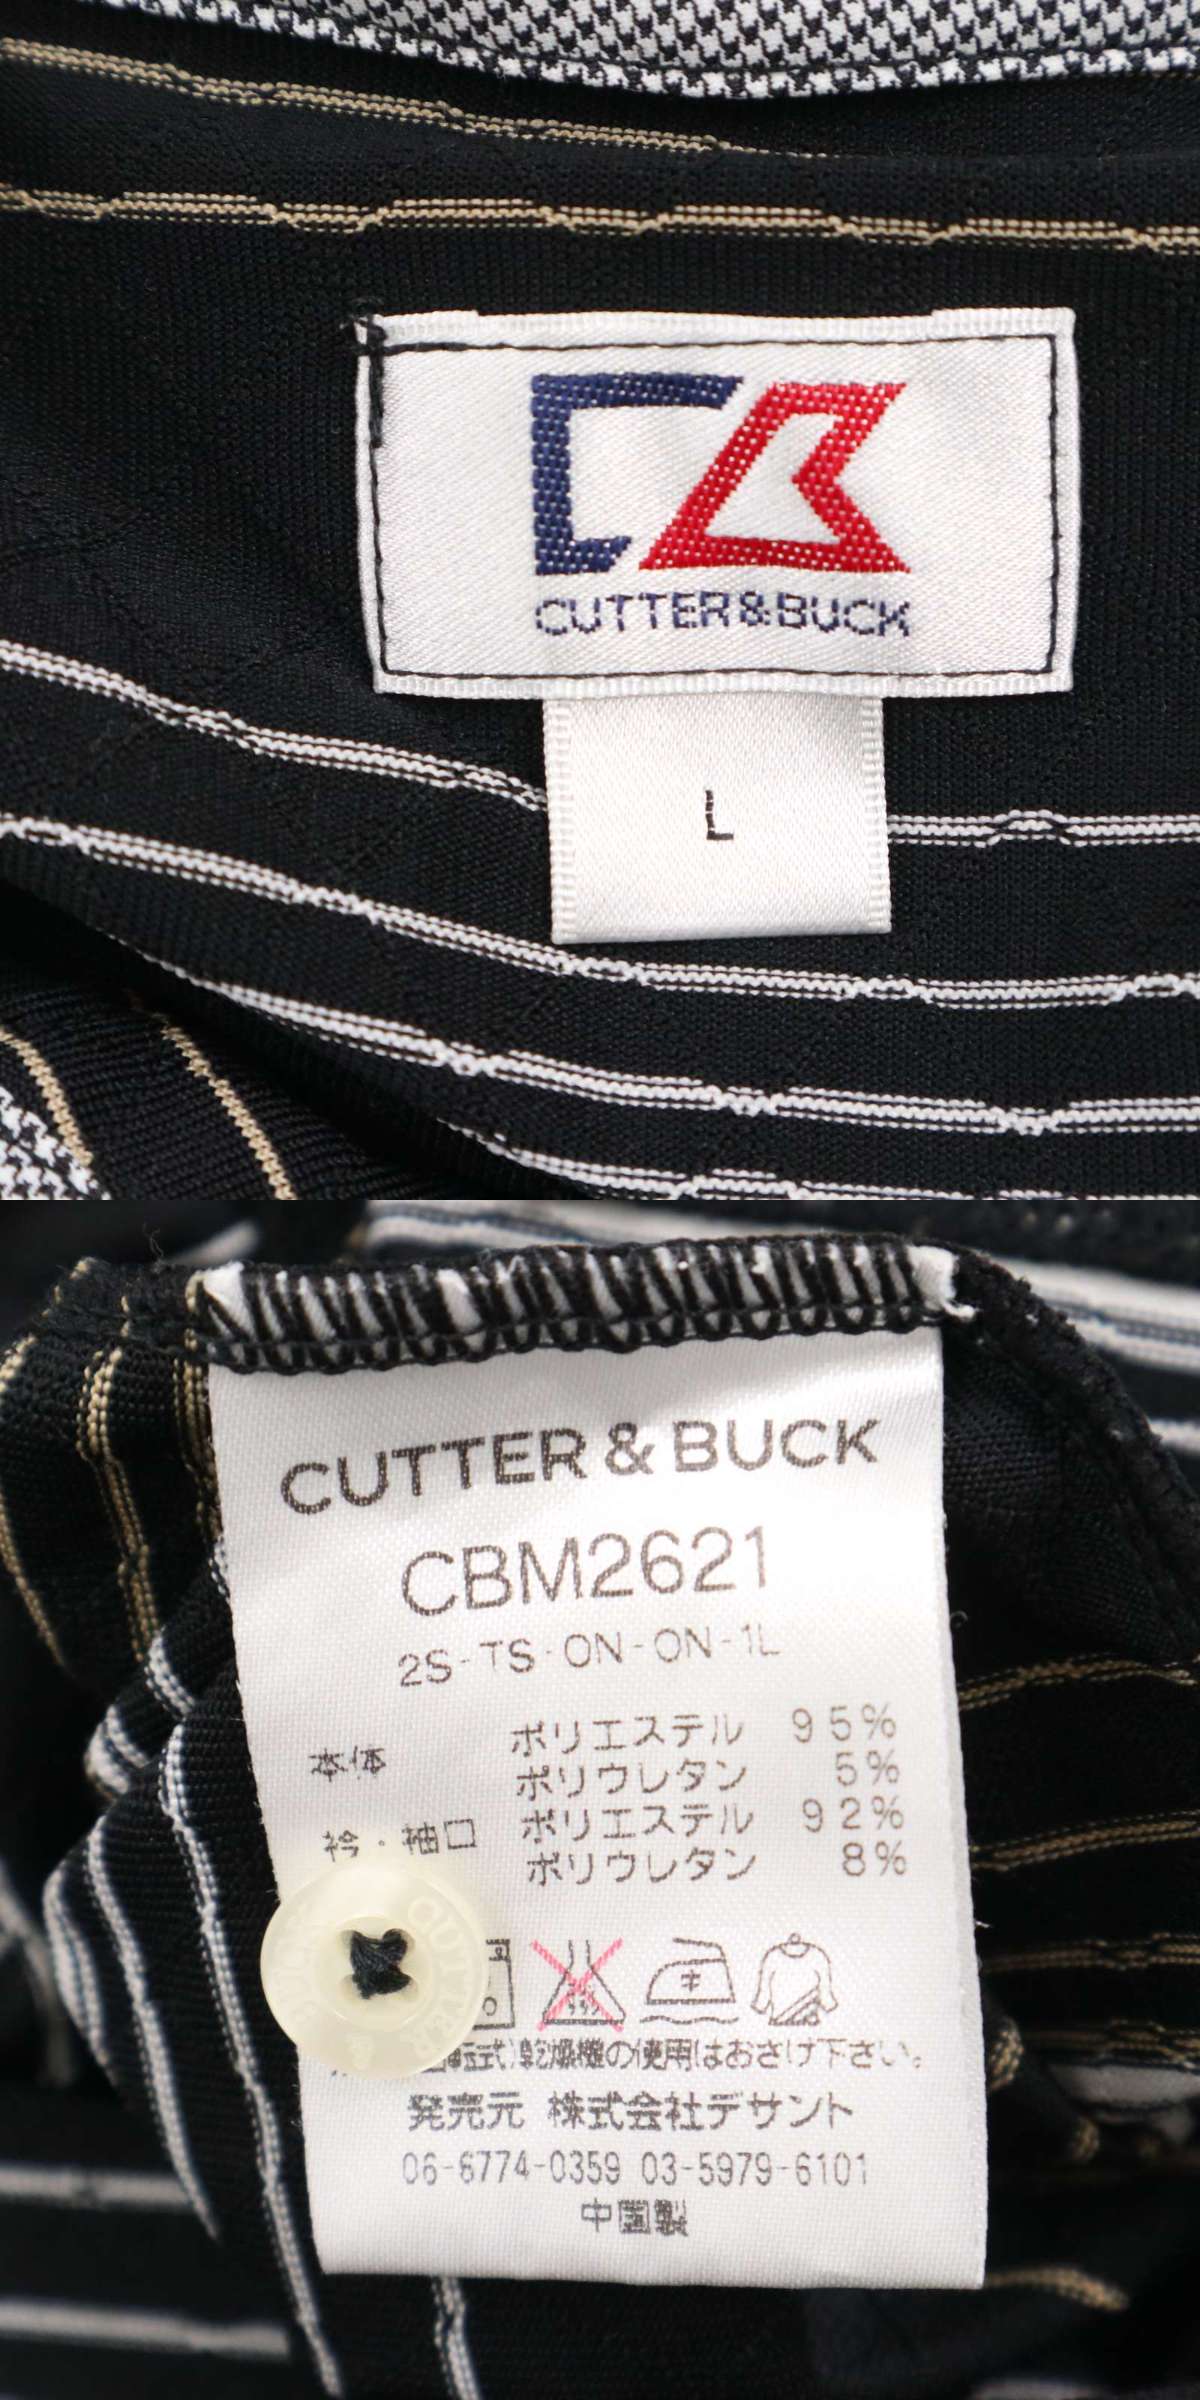 CUTTER&BUCK
L
CUTTER & BUCK
CBM2621
2S-TS-ON-ON-1L
本体 ポリエステル 95%
ポリウレタン 5%
衿・袖口 ポリエステル 92%
ポリウレタン 8%
CUTTER
転式)乾燥機の使用はおさけ下さい。
発売元 株式会社デサント
06-6774-0359 03-5979-6101
中国製